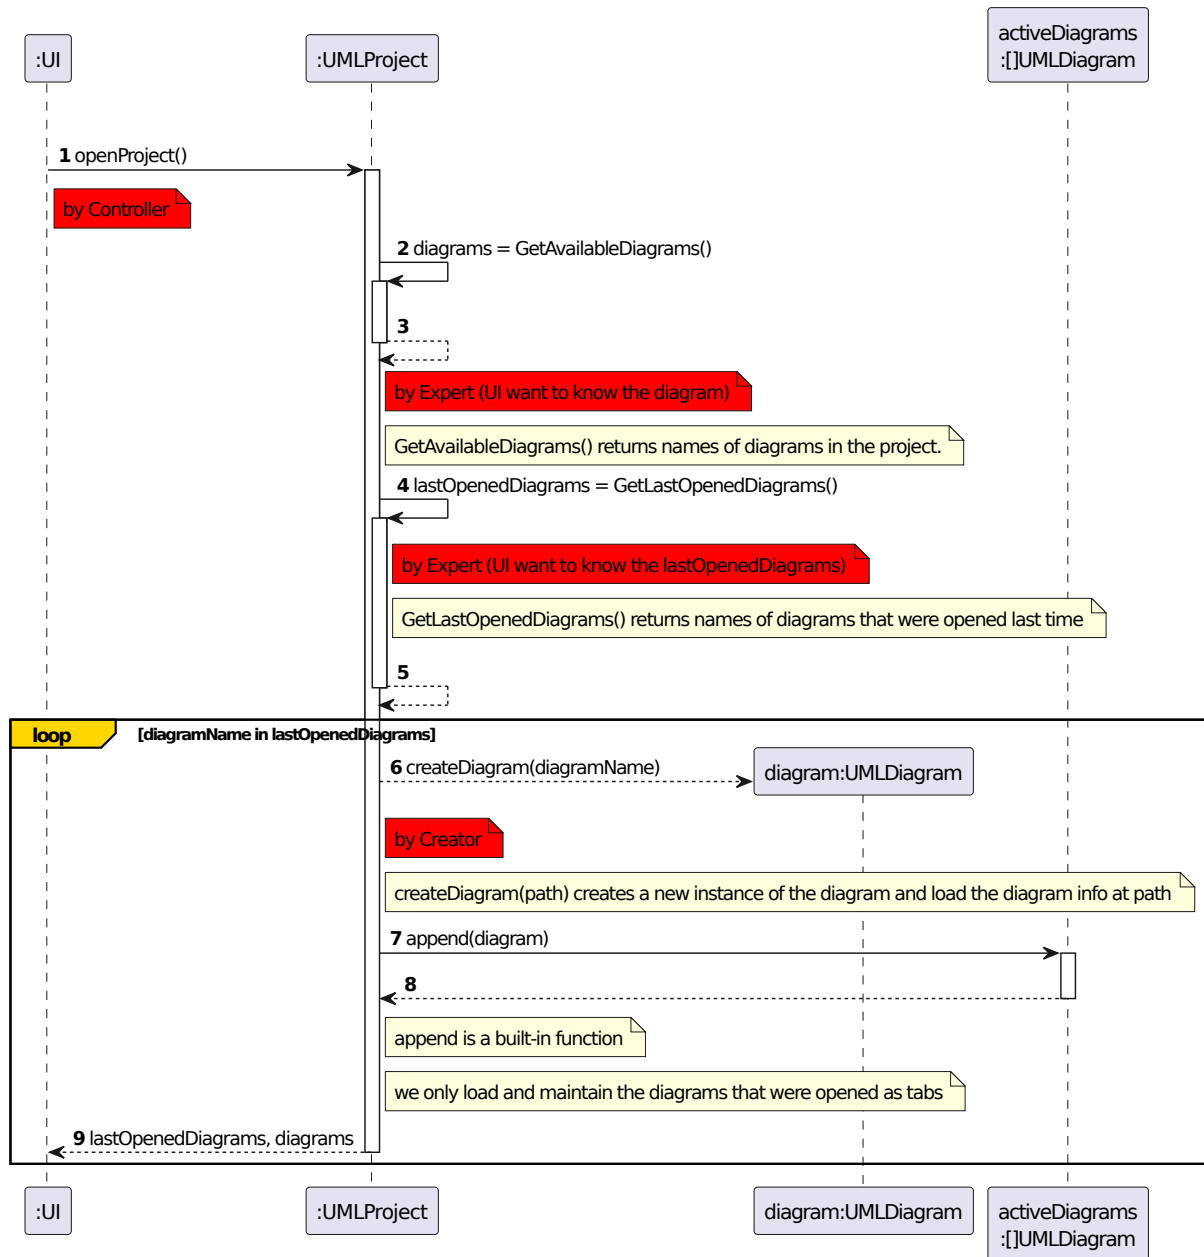 :UI
:UMLProject
activeDiagrams
:[]UMLDiagram
1 openProject()
by Controller
2 diagrams = GetAvailableDiagrams()
3
by Expert (UI want to know the diagram)
GetAvailableDiagrams() returns names of diagrams in the project.
4 lastOpenedDiagrams = GetLastOpenedDiagrams()
by Expert (UI want to know the lastOpenedDiagrams)
GetLastOpenedDiagrams() returns names of diagrams that were opened last time
5
loop [diagramName in lastOpenedDiagrams]
6 createDiagram(diagramName)
diagram:UMLDiagram
by Creator
createDiagram(path) creates a new instance of the diagram and load the diagram info at path
7 append(diagram)
8
append is a built-in function
we only load and maintain the diagrams that were opened as tabs
9 lastOpenedDiagrams, diagrams
:UI
:UMLProject
diagram:UMLDiagram
activeDiagrams
:[]UMLDiagram